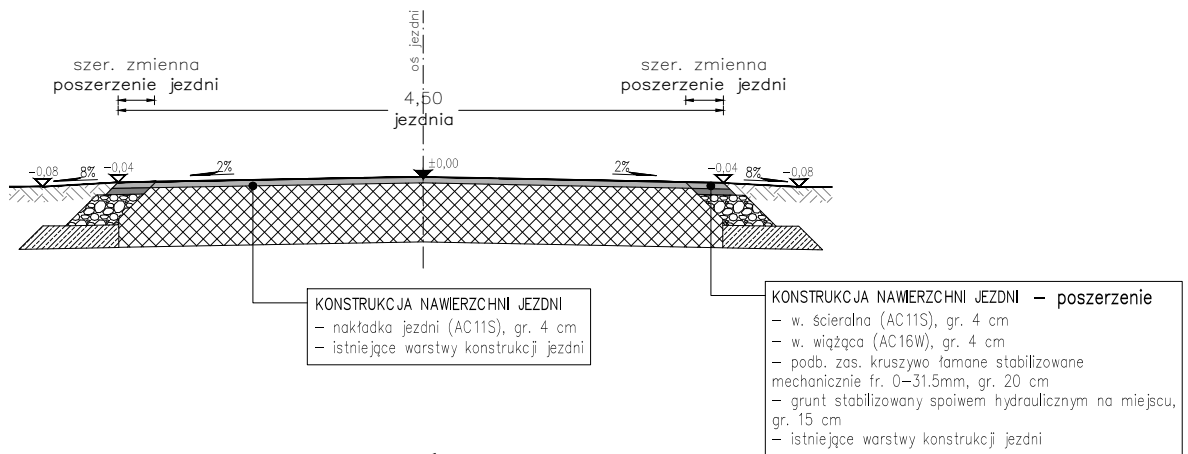 oś jezdni
szer. zmienna
poszerzenie jezdni
szer. zmienna
poszerzenie jezdni
4,50
jezdnia
-0,08
8%
-0,04
2%
±0,00
2%
-0,04
8%
-0,08
KONSTRUKCJA NAWIERZCHNI JEZDNI
- nakładka jezdni (AC11S), gr. 4 cm
- istniejące warstwy konstrukcji jezdni
KONSTRUKCJA NAWIERZCHNI JEZDNI - poszerzenie
- w. ścieralna (AC11S), gr. 4 cm
- w. wiążąca (AC16W), gr. 4 cm
- podb. zas. kruszywo łamane stabilizowane
mechanicznie fr. 0-31.5mm, gr. 20 cm
- grunt stabilizowany spoiwem hydraulicznym na miejscu,
gr. 15 cm
- istniejące warstwy konstrukcji jezdni